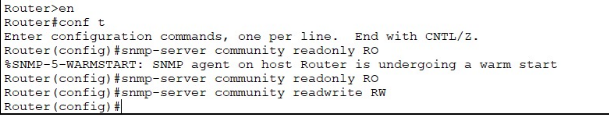 Router>en
Router#conf t
Enter configuration commands, one per line.  End with CNTL/Z.
Router(config)#snmp-server community readonly RO
%SNMP-5-WARMSTART: SNMP agent on host Router is undergoing a warm start
Router(config)#snmp-server community readonly RO
Router(config)#snmp-server community readwrite RW
Router(config)#